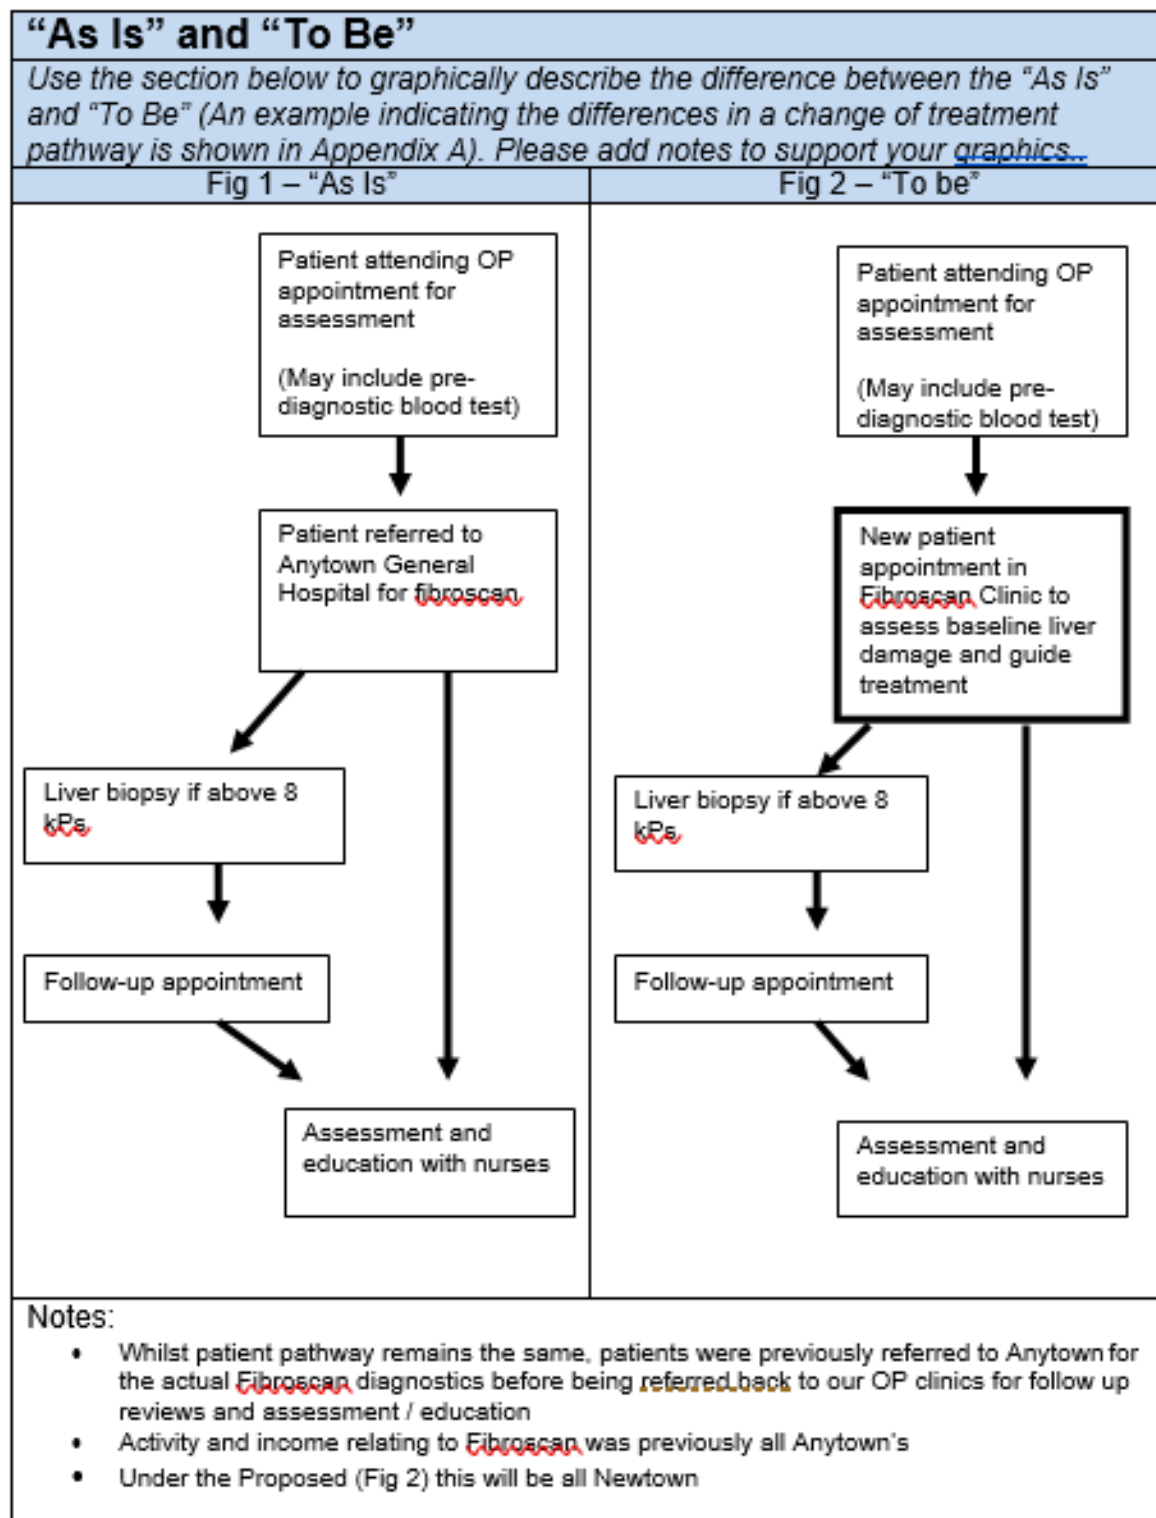 “As Is” and “To Be”
Use the section below to graphically describe the difference between the “As Is”
and “To Be” (An example indicating the differences in a change of treatment
pathway is shown in Appendix A). Please add notes to support your graphics..
Fig 1 – “As Is”
Patient attending OP
appointment for
assessment
(May include pre-
diagnostic blood test)
Patient referred to
Anytown General
Hospital for fibroscan
Liver biopsy if above 8
kPs
Follow-up appointment
Assessment and
education with nurses
Fig 2 – “To be”
Patient attending OP
appointment for
assessment
(May include pre-
diagnostic blood test)
New patient
appointment in
Fibroscan Clinic to
assess baseline liver
damage and guide
treatment
Liver biopsy if above 8
kPs
Follow-up appointment
Assessment and
education with nurses
Notes:
• Whilst patient pathway remains the same, patients were previously referred to Anytown for
the actual Fibroscan diagnostics before being referred back to our OP clinics for follow up
reviews and assessment / education
• Activity and income relating to Fibroscan was previously all Anytown’s
• Under the Proposed (Fig 2) this will be all Newtown